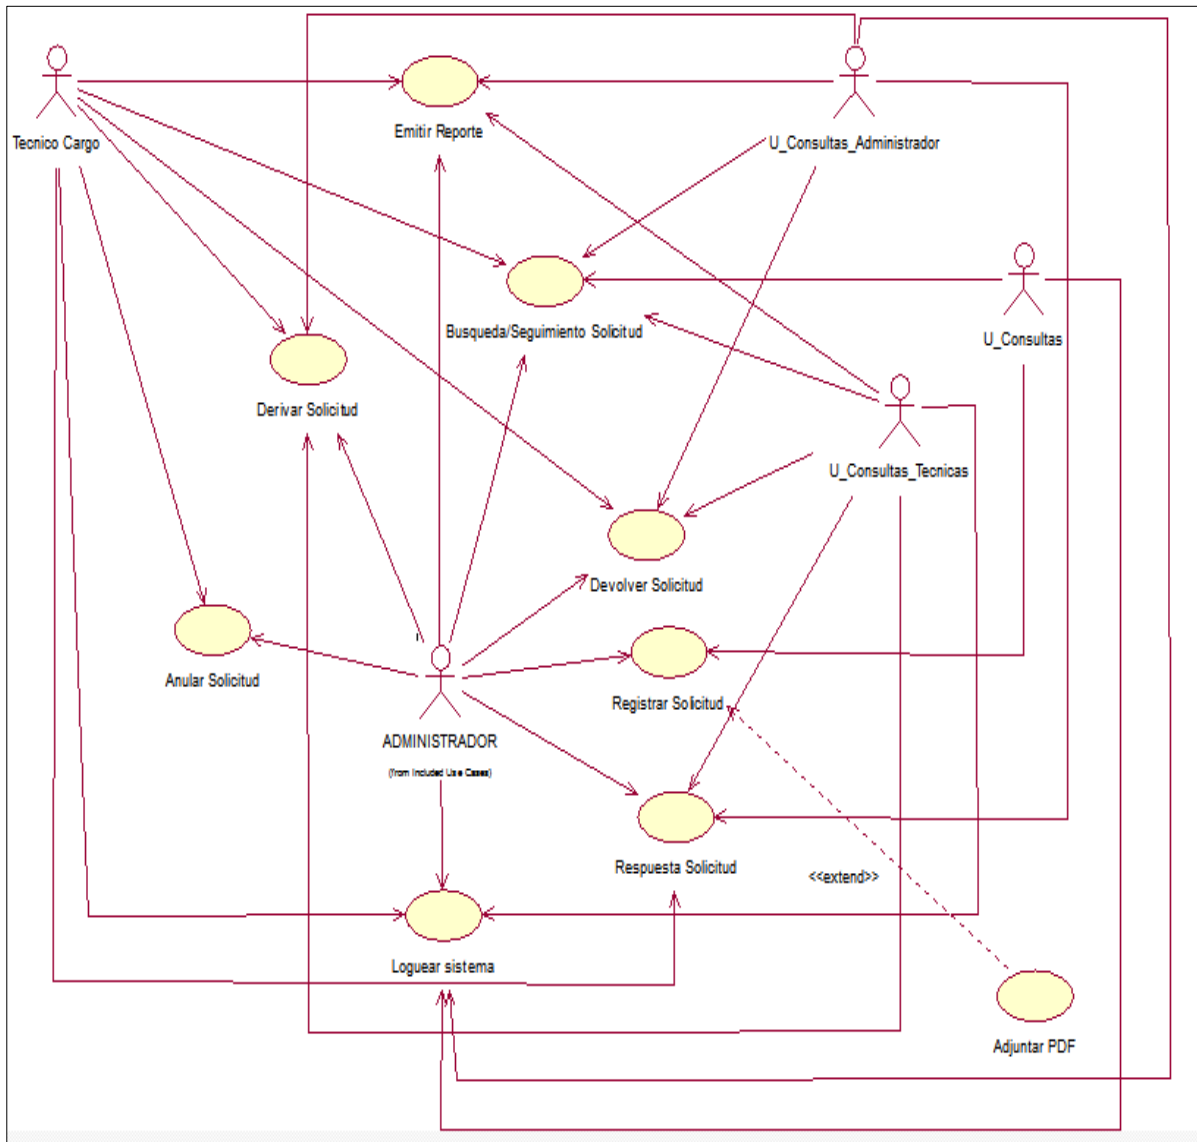 Tecnico Cargo
Emitir Reporte
U_Consultas_Administrador
Busqueda/Seguimiento Solicitud
U_Consultas
Derivar Solicitud
U_Consultas_Tecnicas
Devolver Solicitud
Anular Solicitud
Registrar Solicitud
ADMINISTRADOR
(from Included Use Cases)
Respuesta Solicitud
<<extend>>
Loguear sistema
Adjuntar PDF